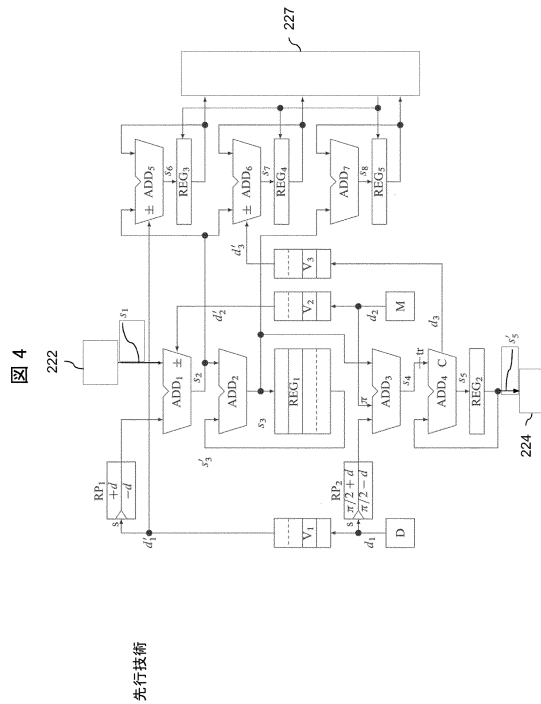 図 4
先行技術
222
s1
227
RP1
s
+d
-d
d'1
ADD1
±
s2
ADD2
s3
s'3
REG1
ADD5
±
s6
REG3
ADD6
±
s7
REG4
ADD7
s8
REG5
d'2
d'3
V1
V2
V3
d1
d2
d3
D
M
RP2
s
π/2 + d
π/2 − d
π
ADD3
s4
tr
ADD4
C
s5
REG2
s'5
224